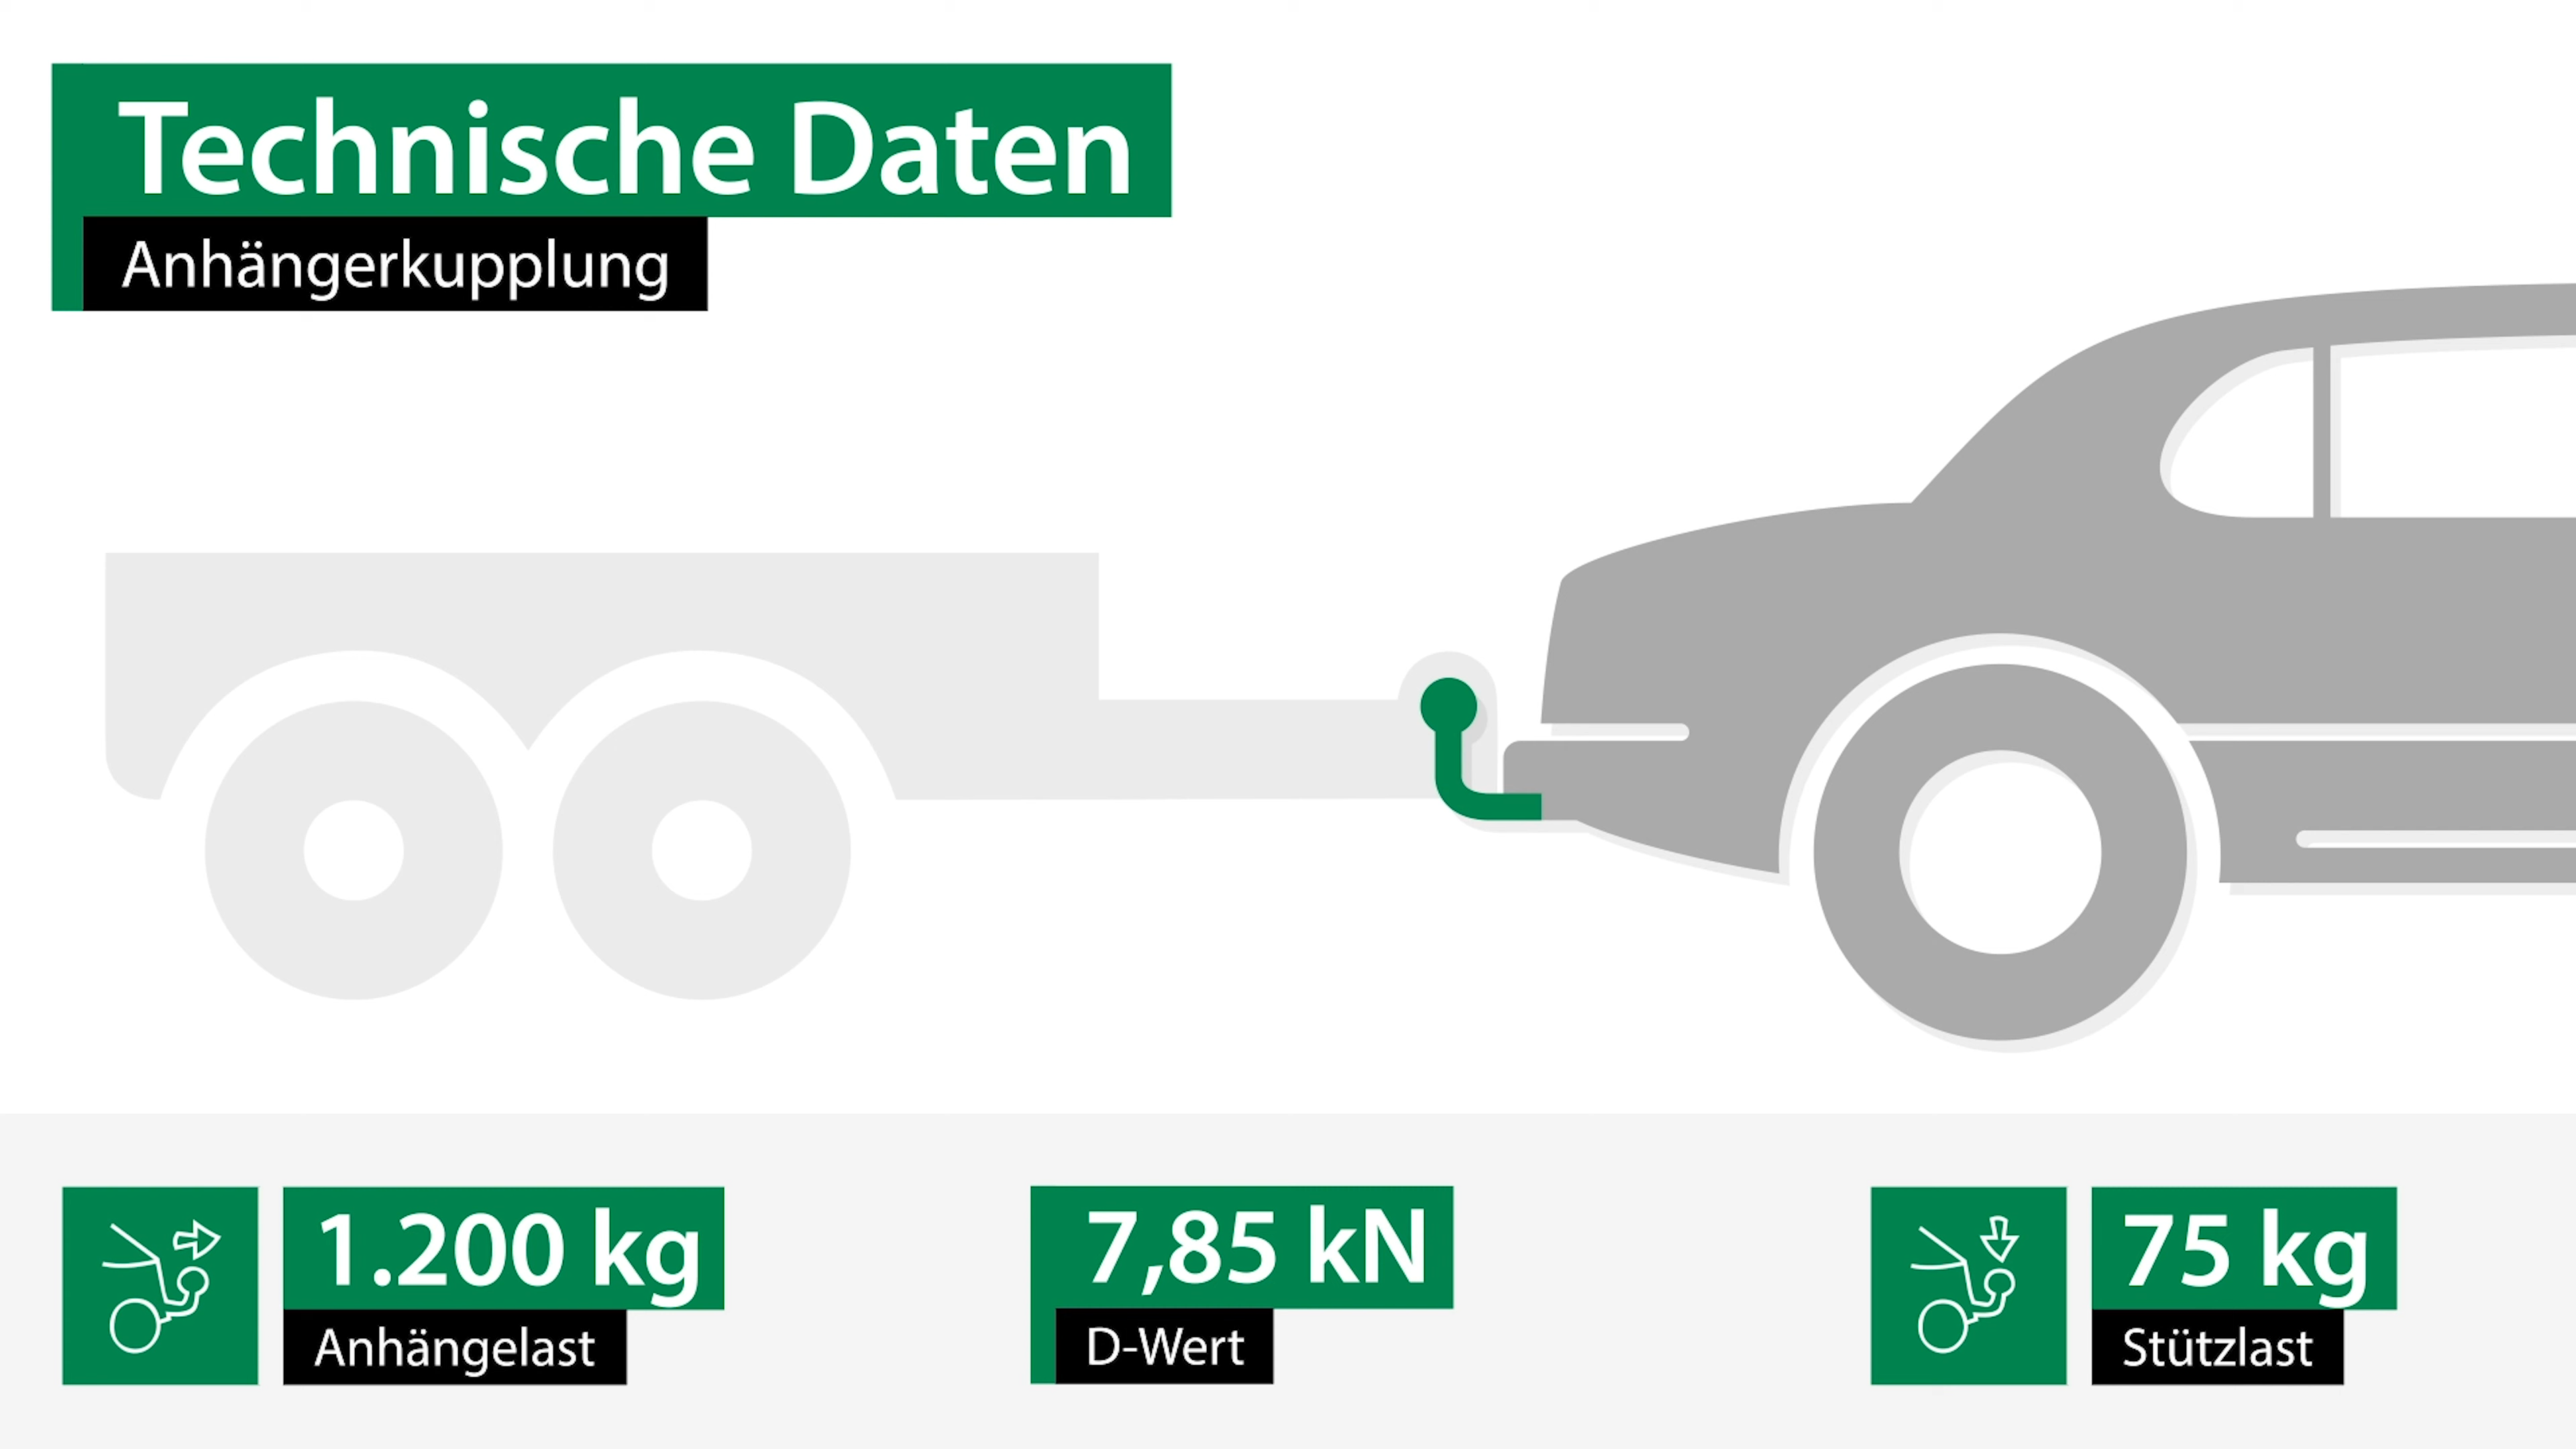 Technische Daten
Anhängerkupplung
1.200 kg
Anhängelast
7,85 kN
D-Wert
75 kg
Stützlast